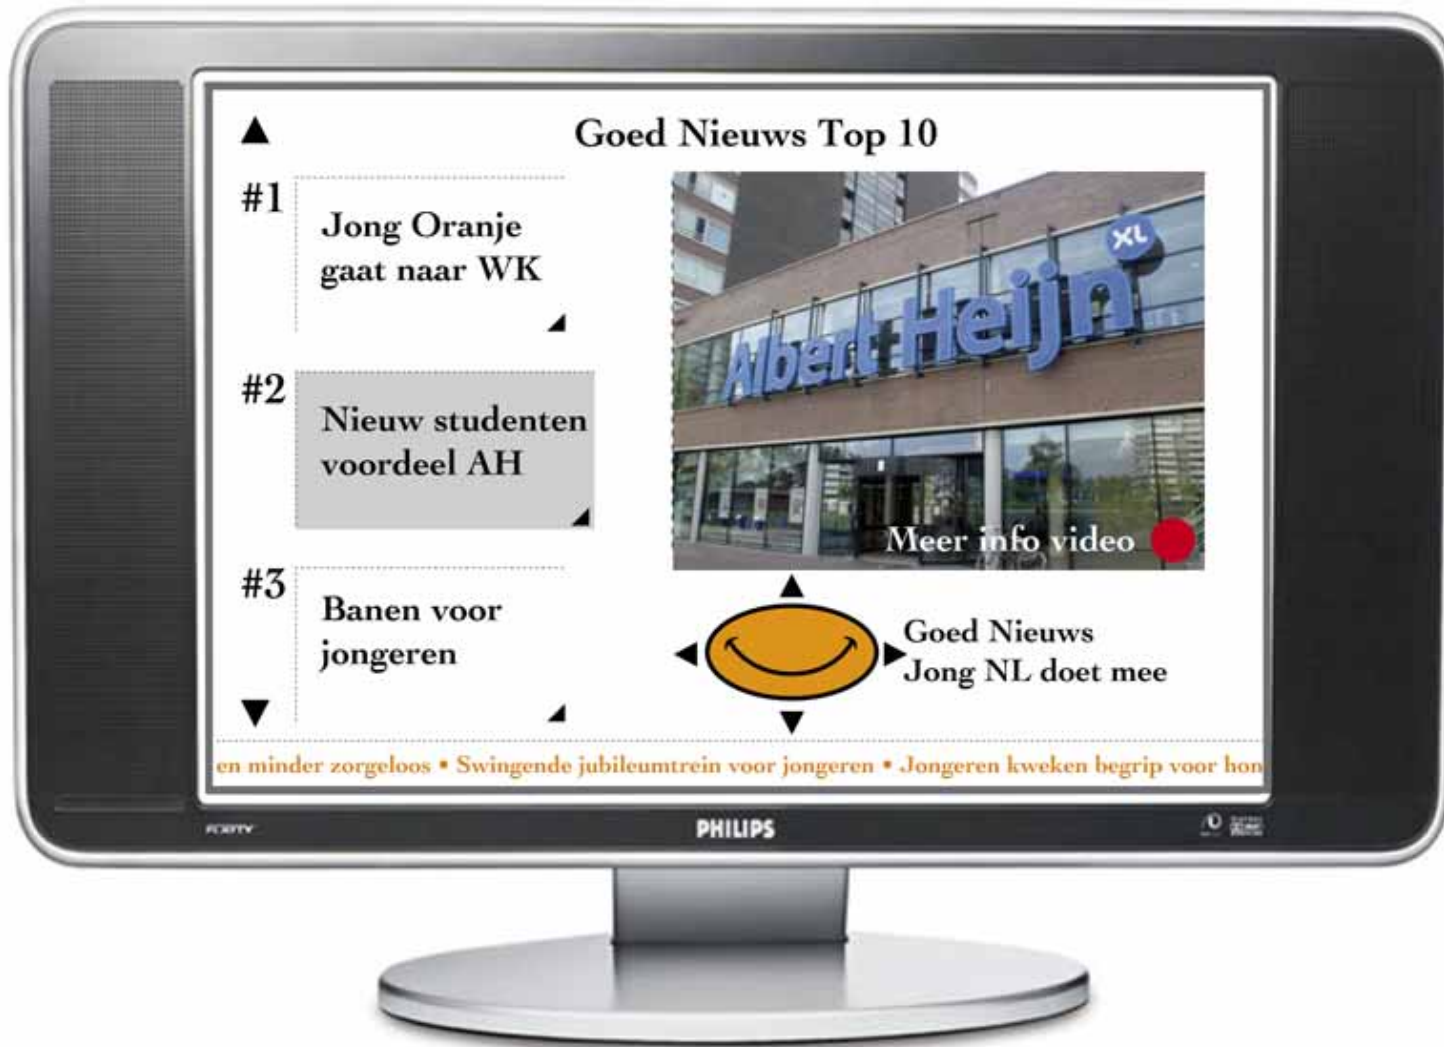 Goed Nieuws Top 10
#1
Jong Oranje
gaat naar WK
#2
Nieuw studenten
voordeel AH
#3
Banen voor
jongeren
Albert Heijn XL
Meer info video
Goed Nieuws
Jong NL doet mee
en minder zorgeloos • Swingende jubileumtrein voor jongeren • Jongeren kweken begrip voor hon
PHILIPS